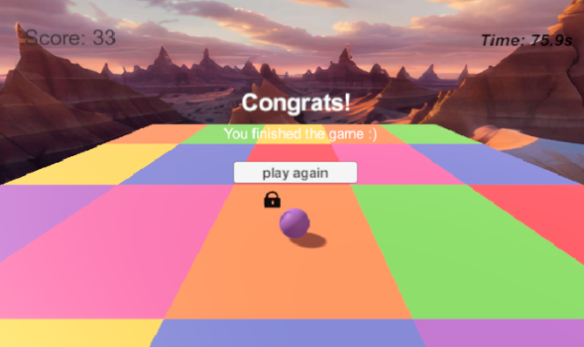 Score: 33
Time: 75.9s
Congrats!
You finished the game :)
play again